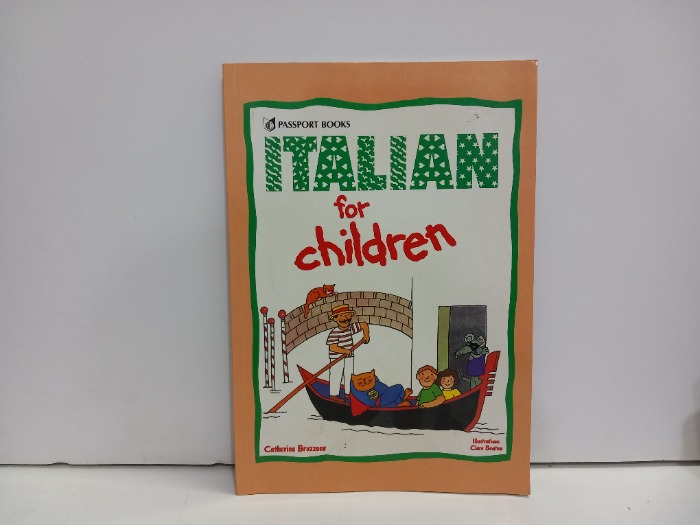 PASSPORT BOOKS
ITALIAN
for
children
Catherine Bruzzone
Illustrations
Clare Beaton